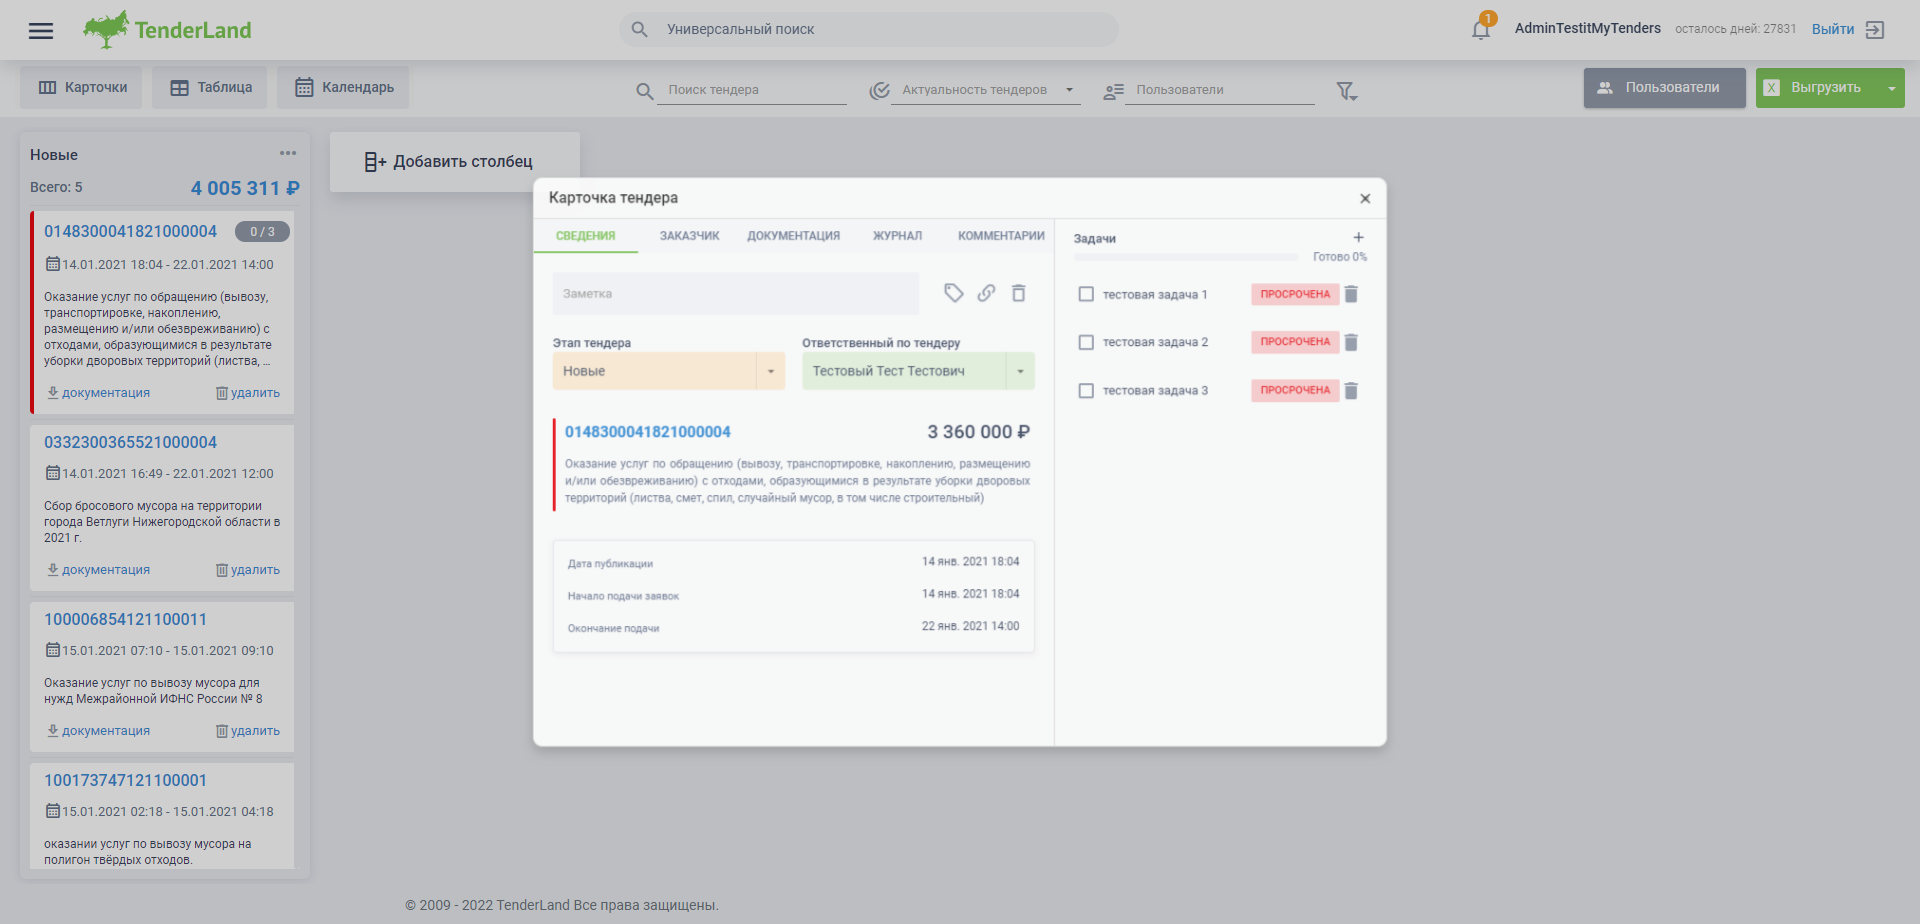 TenderLand
Универсальный поиск
1
AdminTestitMyTenders
осталось дней: 27831
Выйти
Карточки
Таблица
Календарь
Поиск тендера
Актуальность тендеров
Пользователи
Пользователи
X
Выгрузить
Новые
Всего: 5
4 005 311 ₽
0148300041821000004
0 / 3
14.01.2021 18:04 - 22.01.2021 14:00
Оказание услуг по обращению (вывозу,
транспортировке, накоплению,
размещению и/или обезвреживанию) с
отходами, образующимися в результате
уборки дворовых территорий (листва, ...
документация
удалить
0332300365521000004
14.01.2021 16:49 - 22.01.2021 12:00
Сбор бросового мусора на территории
города Ветлуги Нижегородской области в
2021 г.
документация
удалить
100006854121100011
15.01.2021 07:10 - 15.01.2021 09:10
Оказание услуг по вывозу мусора для
нужд Межрайонной ИФНС России № 8
документация
удалить
100173747121100001
15.01.2021 02:18 - 15.01.2021 04:18
оказании услуг по вывозу мусора на
полигон твёрдых отходов.
Добавить столбец
Карточка тендера
СВЕДЕНИЯ
ЗАКАЗЧИК
ДОКУМЕНТАЦИЯ
ЖУРНАЛ
КОММЕНТАРИИ
Заметка
Этап тендера
Новые
Ответственный по тендеру
Тестовый Тест Тестович
0148300041821000004
3 360 000 ₽
Оказание услуг по обращению (вывозу, транспортировке, накоплению, размещению
и/или обезвреживанию) с отходами, образующимися в результате уборки дворовых
территорий (листва, смет, спил, случайный мусор, в том числе строительный)
Дата публикации
14 янв. 2021 18:04
Начало подачи заявок
14 янв. 2021 18:04
Окончание подачи
22 янв. 2021 14:00
Задачи
Готово 0%
тестовая задача 1
ПРОСРОЧЕНА
тестовая задача 2
ПРОСРОЧЕНА
тестовая задача 3
ПРОСРОЧЕНА
© 2009 - 2022 TenderLand Все права защищены.